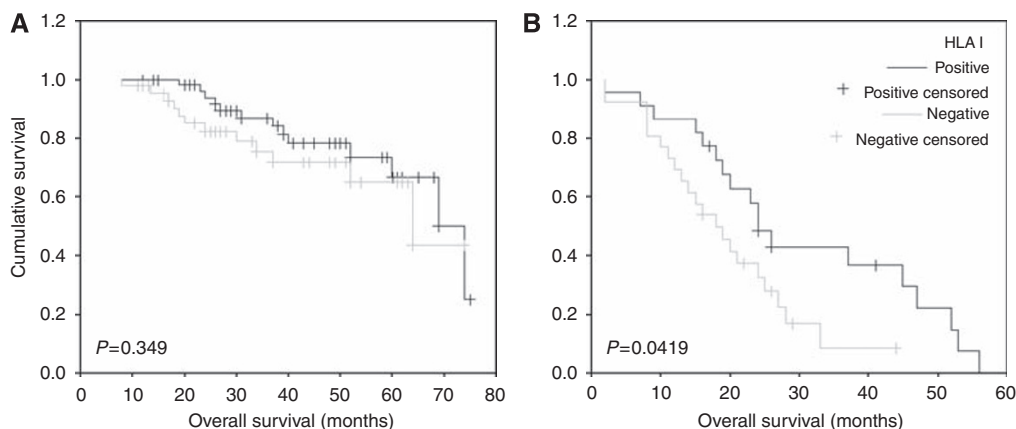 A
1.2
1.0
0.8
0.6
0.4
0.2
0.0
Cumulative survival
P=0.349
0 10 20 30 40 50 60 70 80
Overall survival (months)
B
1.2
1.0
0.8
0.6
0.4
0.2
0.0
HLA I
Positive
Positive censored
Negative
Negative censored
P=0.0419
0 10 20 30 40 50 60
Overall survival (months)